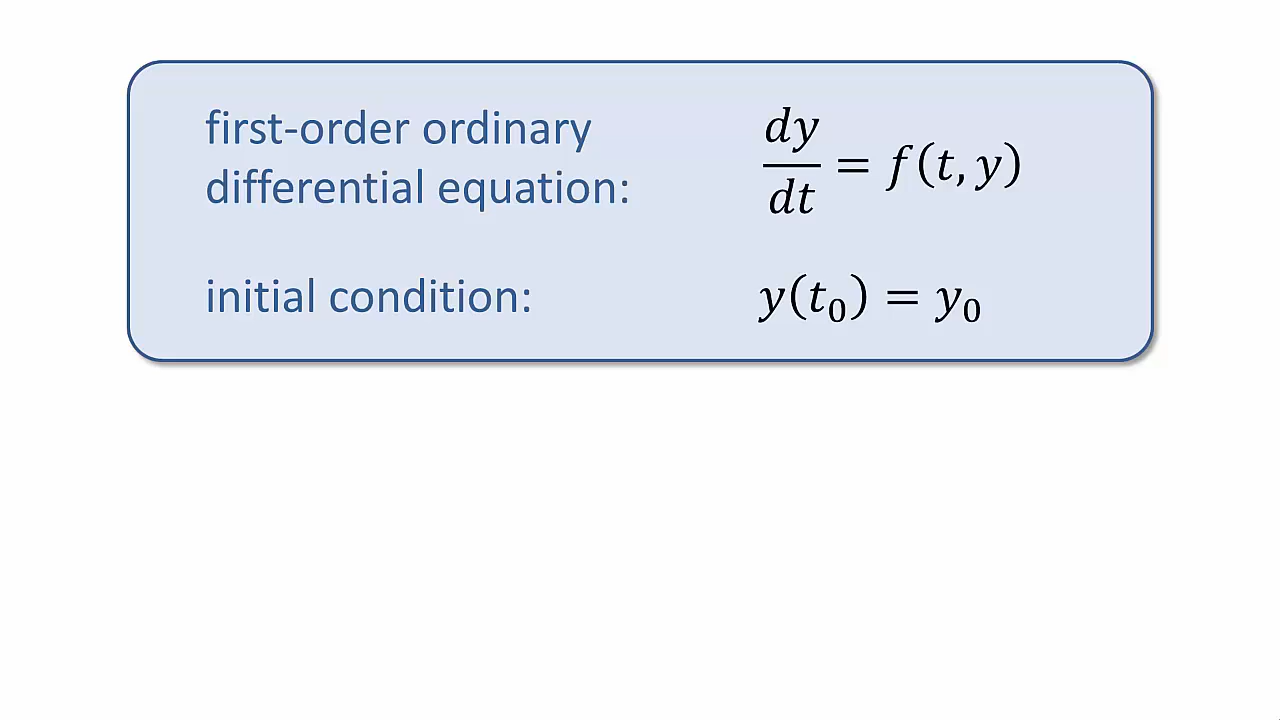 first-order ordinary
differential equation:
dy/dt = f(t, y)
initial condition: y(t₀) = y₀